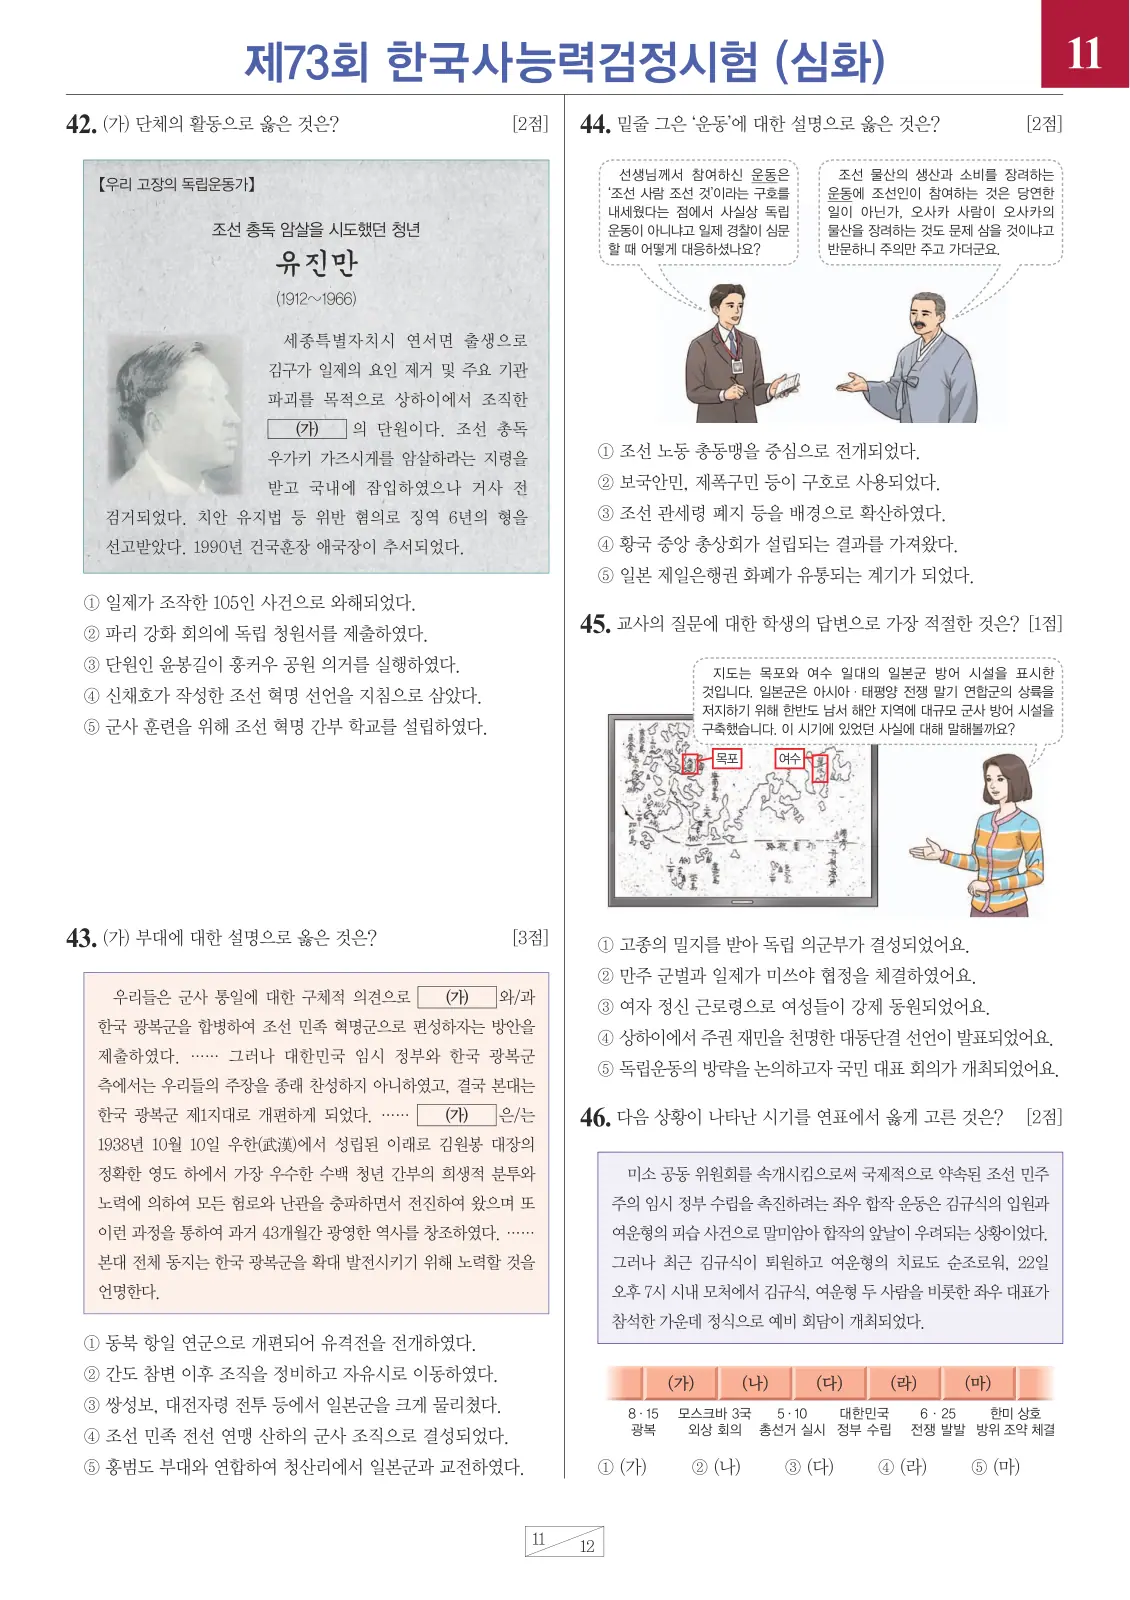 제73회 한국사능력검정시험 (심화)
11
42. (가) 단체의 활동으로 옳은 것은? [2점]
【우리 고장의 독립운동가】
조선 총독 암살을 시도했던 청년
유진만
(1912～1966)
세종특별자치시 연서면 출생으로
김구가 일제의 요인 제거 및 주요 기관
파괴를 목적으로 상하이에서 조직한
(가) 의 단원이다. 조선 총독
우가키 가즈시게를 암살하라는 지령을
받고 국내에 잠입하였으나 거사 전
검거되었다. 치안 유지법 등 위반 혐의로 징역 6년의 형을
선고받았다. 1990년 건국훈장 애국장이 추서되었다.
① 일제가 조작한 105인 사건으로 와해되었다.
② 파리 강화 회의에 독립 청원서를 제출하였다.
③ 단원인 윤봉길이 훙커우 공원 의거를 실행하였다.
④ 신채호가 작성한 조선 혁명 선언을 지침으로 삼았다.
⑤ 군사 훈련을 위해 조선 혁명 간부 학교를 설립하였다.
43. (가) 부대에 대한 설명으로 옳은 것은? [3점]
우리들은 군사 통일에 대한 구체적 의견으로 (가) 와/과
한국 광복군을 합병하여 조선 민족 혁명군으로 편성하자는 방안을
제출하였다. …… 그러나 대한민국 임시 정부와 한국 광복군
측에서는 우리들의 주장을 종래 찬성하지 아니하였고, 결국 본대는
한국 광복군 제1지대로 개편하게 되었다. …… (가) 은/는
1938년 10월 10일 우한(武漢)에서 성립된 이래로 김원봉 대장의
정확한 영도 하에서 가장 우수한 수백 청년 간부의 희생적 분투와
노력에 의하여 모든 험로와 난관을 충파하면서 전진하여 왔으며 또
이런 과정을 통하여 과거 43개월간 광영한 역사를 창조하였다. ……
본대 전체 동지는 한국 광복군을 확대 발전시키기 위해 노력할 것을
언명한다.
① 동북 항일 연군으로 개편되어 유격전을 전개하였다.
② 간도 참변 이후 조직을 정비하고 자유시로 이동하였다.
③ 쌍성보, 대전자령 전투 등에서 일본군을 크게 물리쳤다.
④ 조선 민족 전선 연맹 산하의 군사 조직으로 결성되었다.
⑤ 홍범도 부대와 연합하여 청산리에서 일본군과 교전하였다.
44. 밑줄 그은 ‘운동’에 대한 설명으로 옳은 것은? [2점]
선생님께서 참여하신 운동은
‘조선 사람 조선 것’이라는 구호를
내세웠다는 점에서 사실상 독립
운동이 아니냐고 일제 경찰이 심문
할 때 어떻게 대응하셨나요?
조선 물산의 생산과 소비를 장려하는
운동에 조선인이 참여하는 것은 당연한
일이 아닌가, 오사카 사람이 오사카의
물산을 장려하는 것도 문제 삼을 것이냐고
반문하니 주의만 주고 가더군요.
① 조선 노동 총동맹을 중심으로 전개되었다.
② 보국안민, 제폭구민 등이 구호로 사용되었다.
③ 조선 관세령 폐지 등을 배경으로 확산하였다.
④ 황국 중앙 총상회가 설립되는 결과를 가져왔다.
⑤ 일본 제일은행권 화폐가 유통되는 계기가 되었다.
45. 교사의 질문에 대한 학생의 답변으로 가장 적절한 것은? [1점]
지도는 목포와 여수 일대의 일본군 방어 시설을 표시한
것입니다. 일본군은 아시아·태평양 전쟁 말기 연합군의 상륙을
저지하기 위해 한반도 남서 해안 지역에 대규모 군사 방어 시설을
구축했습니다. 이 시기에 있었던 사실에 대해 말해볼까요?
목포 여수
① 고종의 밀지를 받아 독립 의군부가 결성되었어요.
② 만주 군벌과 일제가 미쓰야 협정을 체결하였어요.
③ 여자 정신 근로령으로 여성들이 강제 동원되었어요.
④ 상하이에서 주권 재민을 천명한 대동단결 선언이 발표되었어요.
⑤ 독립운동의 방략을 논의하고자 국민 대표 회의가 개최되었어요.
46. 다음 상황이 나타난 시기를 연표에서 옳게 고른 것은? [2점]
미소 공동 위원회를 속개시킴으로써 국제적으로 약속된 조선 민주
주의 임시 정부 수립을 촉진하려는 좌우 합작 운동은 김규식의 입원과
여운형의 피습 사건으로 말미암아 합작의 앞날이 우려되는 상황이었다.
그러나 최근 김규식이 퇴원하고 여운형의 치료도 순조로워, 22일
오후 7시 시내 모처에서 김규식, 여운형 두 사람을 비롯한 좌우 대표가
참석한 가운데 정식으로 예비 회담이 개최되었다.
(가) (나) (다) (라) (마)
8·15 모스크바 3국 5·10 대한민국 6·25 한미 상호
광복 외상 회의 총선거 실시 정부 수립 전쟁 발발 방위 조약 체결
① (가) ② (나) ③ (다) ④ (라) ⑤ (마)
11
12